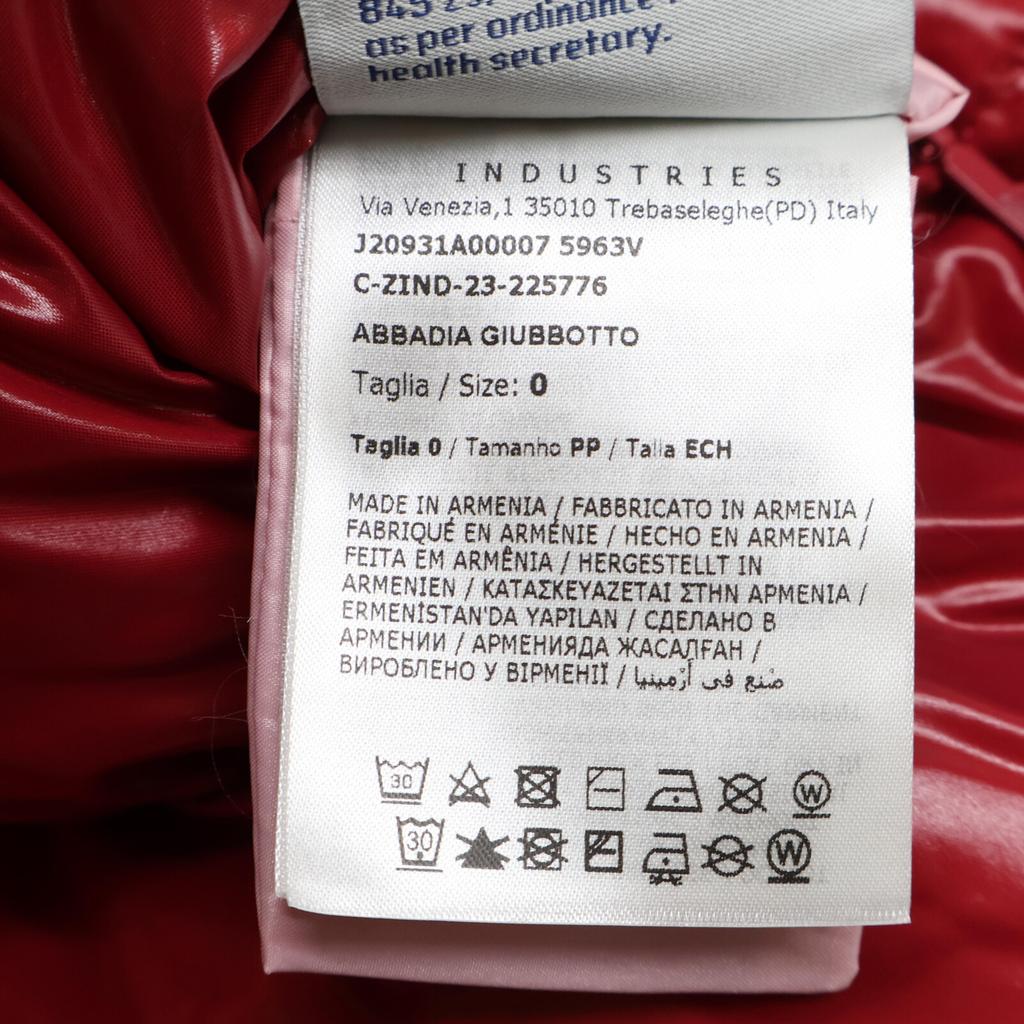 as per ordinance
health secretary.
INDUSTRIES
Via Venezia,1 35010 Trebaseleghe(PD) Italy
J20931A00007 5963V
C-ZIND-23-225776
ABBADIA GIUBBOTTO
Taglia / Size: 0
Taglia 0 / Tamanho PP / Talla ECH
MADE IN ARMENIA / FABBRICATO IN ARMENIA /
FABRIQUÉ EN ARMÉNIE / HECHO EN ARMENIA /
FEITA EM ARMÊNIA / HERGESTELLT IN
ARMENIEN / ΚΑΤΑΣΚΕΥΑΖΕΤΑΙ ΣΤΗΝ ΑΡΜΕΝΙΑ /
ERMENİSTAN'DA YAPILAN / СДЕЛАНО В
АРМЕНИИ / АРМЕНИЯДА ЖАСАЛҒАН /
ВИРОБЛЕНО У ВІРМЕНІЇ / صُنع في أَرْمينيا
30 W
30 W